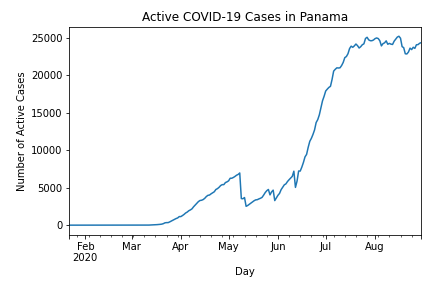 Active COVID-19 Cases in Panama
Number of Active Cases
25000
20000
15000
10000
5000
0
Feb
2020
Mar
Apr
May
Jun
Jul
Aug
Day